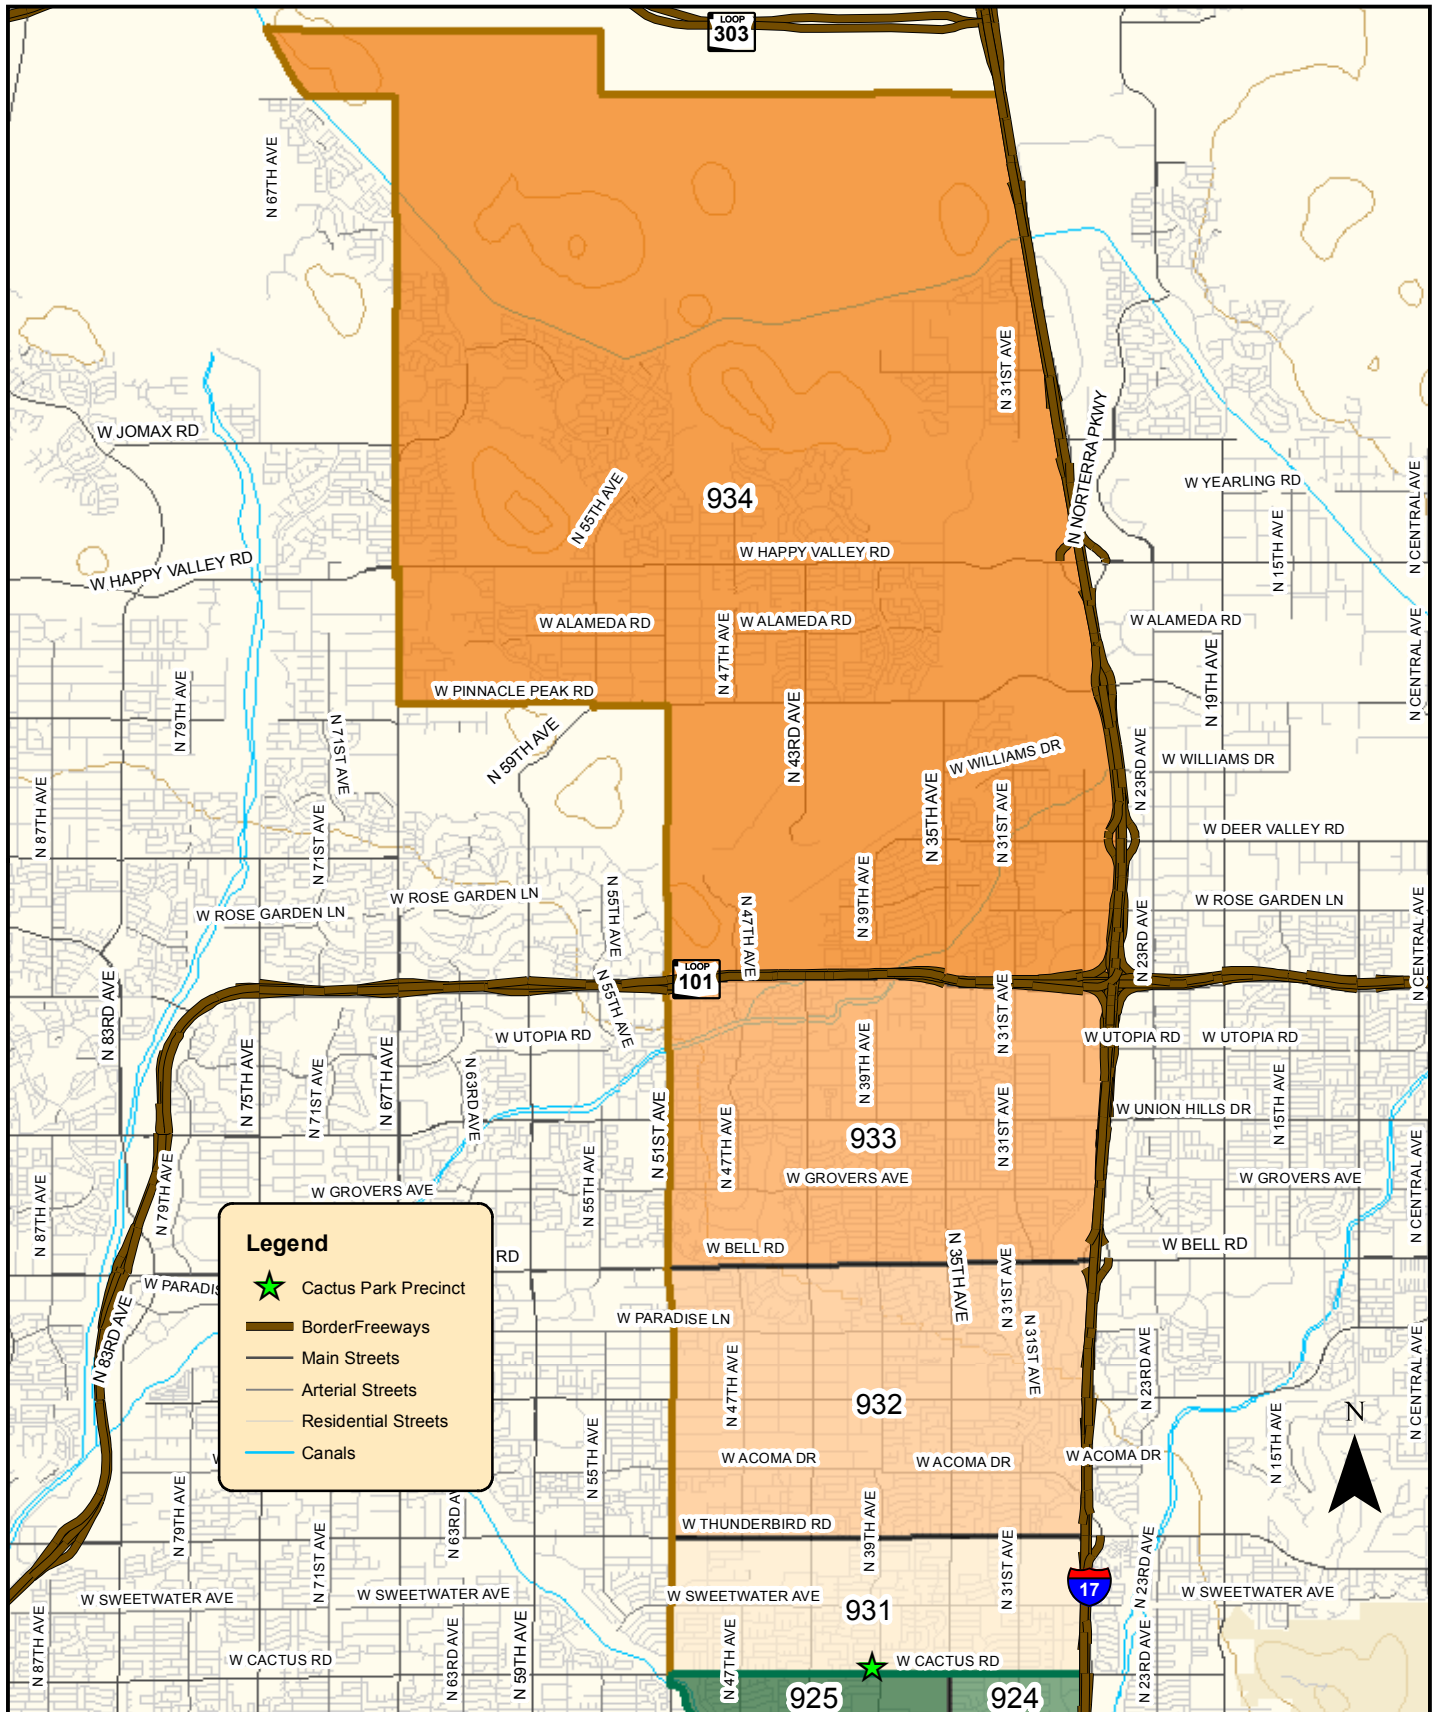 LOOP
303
N 67TH AVE
N 31ST AVE
W JOMAX RD
N NORTERRA PKWY
W YEARLING RD
N CENTRAL AVE
N 55TH AVE
934
N 15TH AVE
W HAPPY VALLEY RD
W HAPPY VALLEY RD
W ALAMEDA RD
N 47TH AVE
W ALAMEDA RD
W ALAMEDA RD
N CENTRAL AVE
N 79TH AVE
W PINNACLE PEAK RD
N 19TH AVE
N 71ST AVE
N 59TH AVE
N 43RD AVE
W WILLIAMS DR
N 23RD AVE
W WILLIAMS DR
N 87TH AVE
N 71ST AVE
N 35TH AVE
N 31ST AVE
W DEER VALLEY RD
N 39TH AVE
W ROSE GARDEN LN
W ROSE GARDEN LN
N 55TH AVE
N 47TH AVE
N 23RD AVE
W ROSE GARDEN LN
N CENTRAL AVE
LOOP
101
N 83RD AVE
N 55TH AVE
N 31ST AVE
W UTOPIA RD
W UTOPIA RD
W UTOPIA RD
N 75TH AVE
N 71ST AVE
N 67TH AVE
N 63RD AVE
N 39TH AVE
N 51ST AVE
N 47TH AVE
933
N 31ST AVE
W UNION HILLS DR
N 15TH AVE
N 79TH AVE
N 87TH AVE
W GROVERS AVE
N 55TH AVE
W GROVERS AVE
W GROVERS AVE
N CENTRAL AVE
Legend
Cactus Park Precinct
BorderFreeways
Main Streets
Arterial Streets
Residential Streets
Canals
RD
W BELL RD
N 35TH AVE
N 31ST AVE
W BELL RD
W PARADIS
W PARADISE LN
N 83RD AVE
N 47TH AVE
N 31ST AVE
N 23RD AVE
N CENTRAL AVE
932
N
N 55TH AVE
W ACOMA DR
W ACOMA DR
W ACOMA DR
N 15TH AVE
N 79TH AVE
N 63RD AV
N 71ST AVE
W THUNDERBIRD RD
N 39TH AVE
N 31ST AVE
N 23RD AVE
17
W SWEETWATER AVE
W SWEETWATER AVE
W SWEETWATER AVE
W SWEETWATER AVE
931
N 87TH AVE
W CACTUS RD
N 63RD AVE
N 59TH AVE
N 47TH AVE
W CACTUS RD
N 23RD AVE
925
924